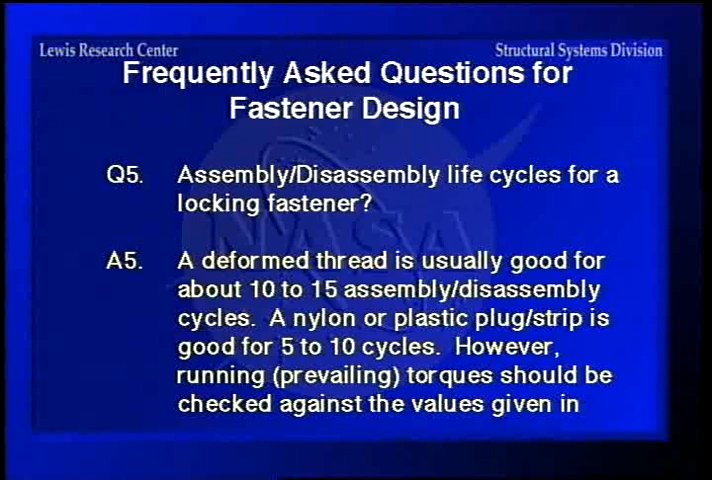 Lewis Research Center
Structural Systems Division
Frequently Asked Questions for
Fastener Design
Q5. Assembly/Disassembly life cycles for a
locking fastener?
A5. A deformed thread is usually good for
about 10 to 15 assembly/disassembly
cycles. A nylon or plastic plug/strip is
good for 5 to 10 cycles. However,
running (prevailing) torques should be
checked against the values given in
NASA